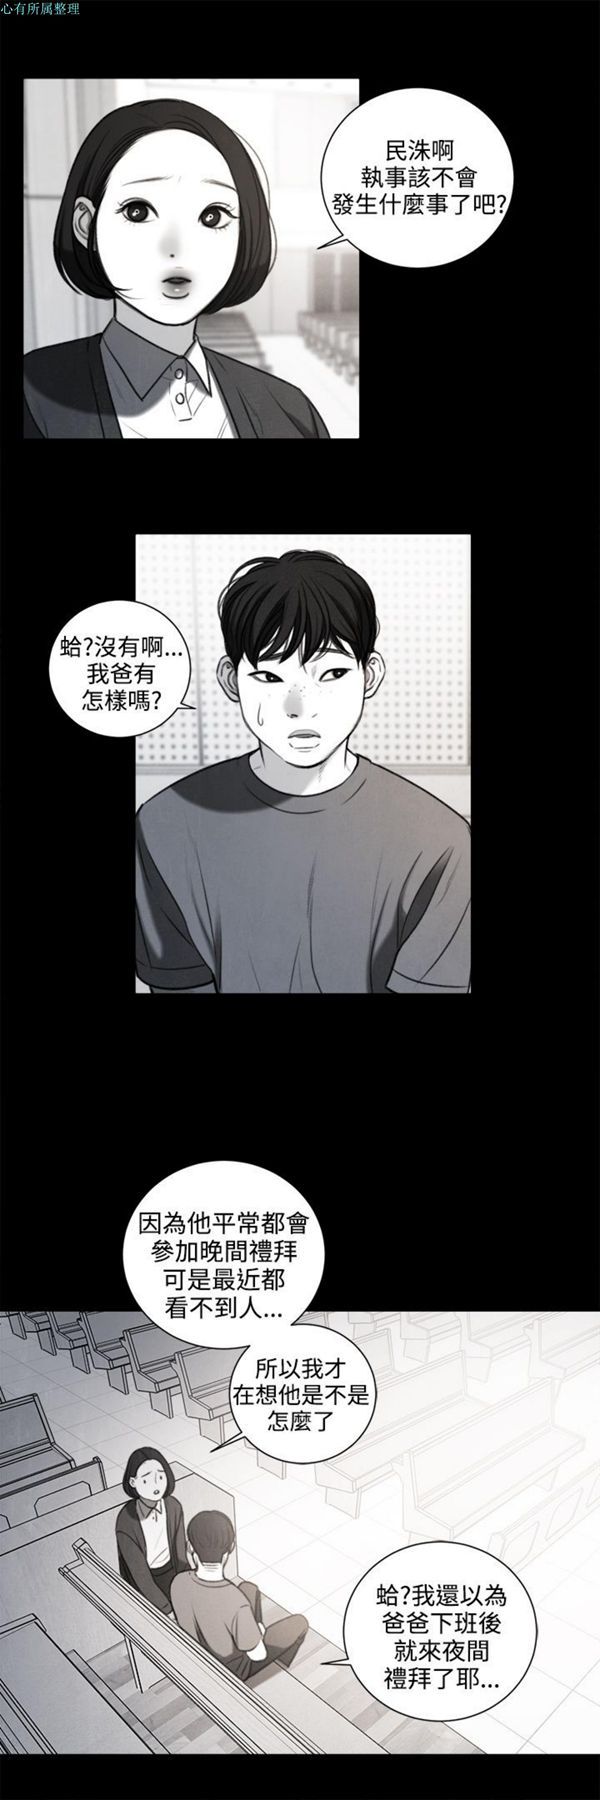 心有所属整理
民洙啊
執事該不會
發生什麼事了吧?
蛤?沒有啊...
我爸有
怎樣嗎?
因為他平常都會
參加晚間禮拜
可是最近都
看不到人...
所以我才
在想他是不是
怎麼了
蛤?我還以為
爸爸下班後
就來夜間
禮拜了耶...